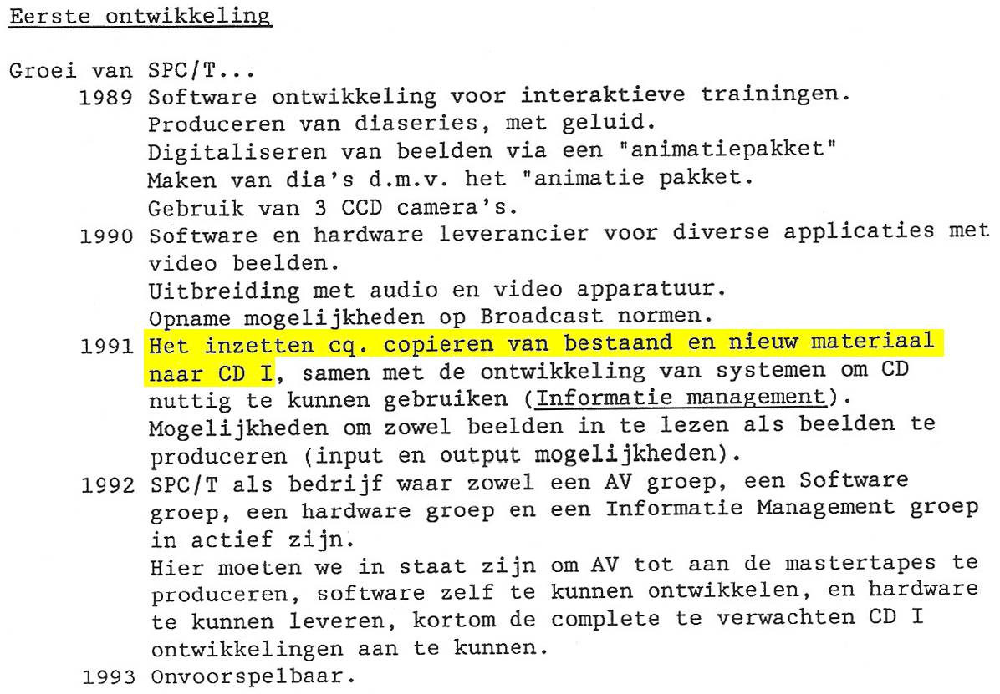 Eerste ontwikkeling
Groei van SPC/T...
1989 Software ontwikkeling voor interaktieve trainingen.
Produceren van diaseries, met geluid.
Digitaliseren van beelden via een "animatiepakket"
Maken van dia's d.m.v. het "animatie pakket.
Gebruik van 3 CCD camera's.
1990 Software en hardware leverancier voor diverse applicaties met
video beelden.
Uitbreiding met audio en video apparatuur.
Opname mogelijkheden op Broadcast normen.
1991 Het inzetten cq. copieren van bestaand en nieuw materiaal
naar CD I, samen met de ontwikkeling van systemen om CD
nuttig te kunnen gebruiken (Informatie management).
Mogelijkheden om zowel beelden in te lezen als beelden te
produceren (input en output mogelijkheden).
1992 SPC/T als bedrijf waar zowel een AV groep, een Software
groep, een hardware groep en een Informatie Management groep
in actief zijn.
Hier moeten we in staat zijn om AV tot aan de mastertapes te
produceren, software zelf te kunnen ontwikkelen, en hardware
te kunnen leveren, kortom de complete te verwachten CD I
ontwikkelingen aan te kunnen.
1993 Onvoorspelbaar.